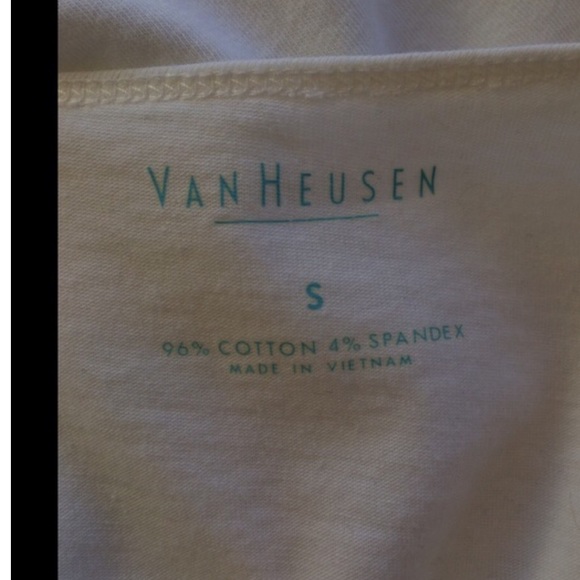 VAN HEUSEN
S
96% COTTON 4% SPANDEX
MADE IN VIETNAM